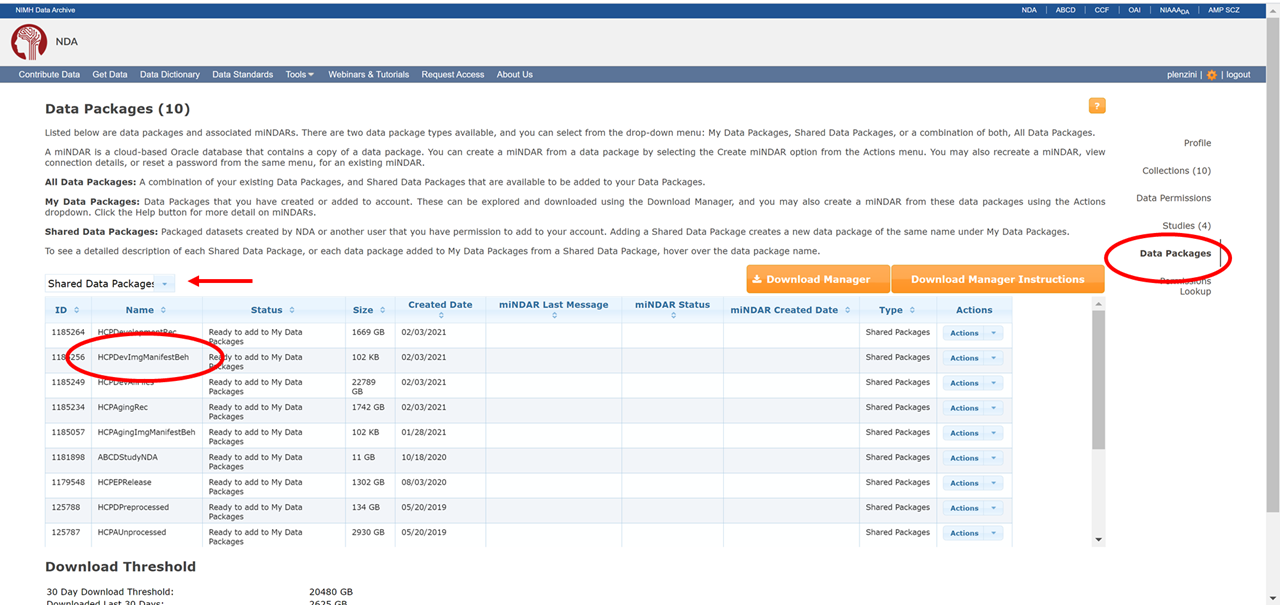 NIMH Data Archive
NDA | ABCD | CCF | OAI | NIAAADA | AMP SCZ
NDA
Contribute Data Get Data Data Dictionary Data Standards Tools Webinars & Tutorials Request Access About Us
plenzini | | logout
Data Packages (10)
?
Listed below are data packages and associated miNDARs. There are two data package types available, and you can select from the drop-down menu: My Data Packages, Shared Data Packages, or a combination of both, All Data Packages.
A miNDAR is a cloud-based Oracle database that contains a copy of a data package. You can create a miNDAR from a data package by selecting the Create miNDAR option from the Actions menu. You may also recreate a miNDAR, view
connection details, or reset a password from the same menu, for an existing miNDAR.
All Data Packages: A combination of your existing Data Packages, and Shared Data Packages that are available to be added to your Data Packages.
My Data Packages: Data Packages that you have created or added to account. These can be explored and downloaded using the Download Manager, and you may also create a miNDAR from these data packages using the Actions
dropdown. Click the Help button for more detail on miNDARs.
Shared Data Packages: Packaged datasets created by NDA or another user that you have permission to add to your account. Adding a Shared Data Package creates a new data package of the same name under My Data Packages.
To see a detailed description of each Shared Data Package, or each data package added to My Data Packages from a Shared Data Package, hover over the data package name.
Profile
Collections (10)
Data Permissions
Studies (4)
Data Packages
Permissions
Lookup
Shared Data Packages
Download Manager
Download Manager Instructions
ID Name Status Size Created Date miNDAR Last Message miNDAR Status miNDAR Created Date Type Actions
1185264 HCPDevelopmentRec Ready to add to My Data 1669 GB 02/03/2021 Shared Packages Actions
Packages
256 HCPDevImgManifestBeh Ready to add to My Data 102 KB 02/03/2021 Shared Packages Actions
Packages
1185249 Ready to add to My Data 22789 02/03/2021 Shared Packages Actions
Packages GB
1185234 HCPAgingRec Ready to add to My Data 1742 GB 02/03/2021 Shared Packages Actions
Packages
1185057 HCPAgingImgManifestBeh Ready to add to My Data 102 KB 01/28/2021 Shared Packages Actions
Packages
1181898 ABCDStudyNDA Ready to add to My Data 11 GB 10/18/2020 Shared Packages Actions
Packages
1179548 HCPEPRelease Ready to add to My Data 1302 GB 08/03/2020 Shared Packages Actions
Packages
125788 HCPDPreprocessed Ready to add to My Data 134 GB 05/20/2019 Shared Packages Actions
Packages
125787 HCPAUnprocessed Ready to add to My Data 2930 GB 05/20/2019 Shared Packages Actions
Packages
Download Threshold
30 Day Download Threshold: 20480 GB
Downloaded Last 30 Days: 2625 GB